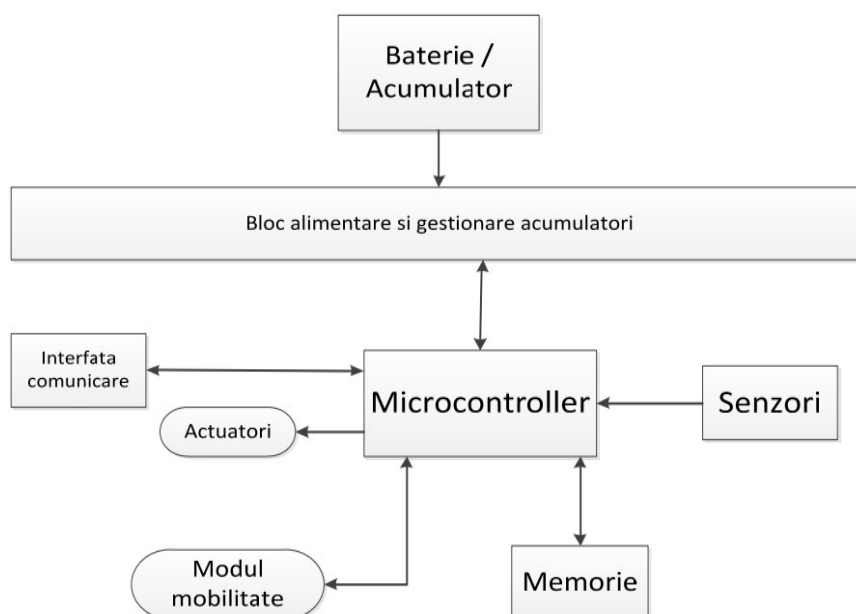 Baterie /
Acumulator
Bloc alimentare si gestionare acumulatori
Interfata
comunicare
Microcontroller
Senzori
Actuatori
Modul
mobilitate
Memorie